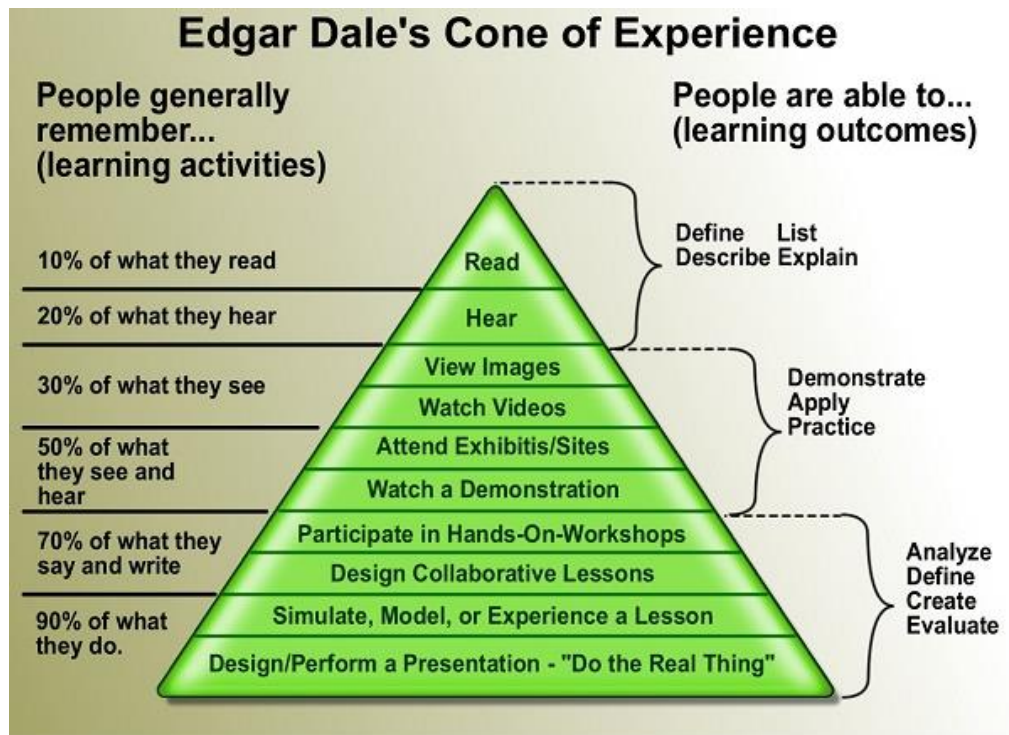 Edgar Dale's Cone of Experience
People generally
remember...
(learning activities)
People are able to...
(learning outcomes)
10% of what they read
20% of what they hear
30% of what they see
50% of what
they see and
hear
70% of what they
say and write
90% of what
they do.
Read
Hear
View Images
Watch Videos
Attend Exhibitis/Sites
Watch a Demonstration
Participate in Hands-On-Workshops
Design Collaborative Lessons
Simulate, Model, or Experience a Lesson
Design/Perform a Presentation - "Do the Real Thing"
Define List
Describe Explain
Demonstrate
Apply
Practice
Analyze
Define
Create
Evaluate